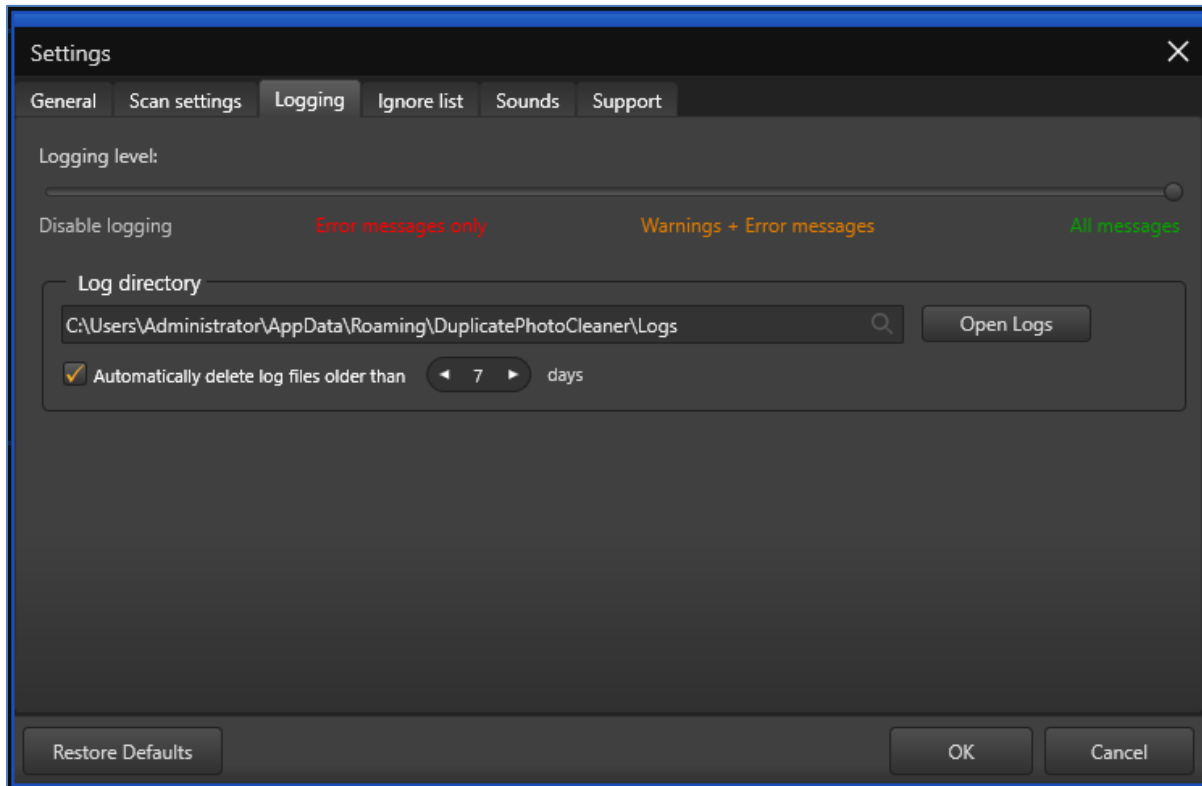 Settings
General Scan settings Logging Ignore list Sounds Support
Logging level:
Disable logging Error messages only Warnings + Error messages All messages
Log directory
C:\Users\Administrator\AppData\Roaming\DuplicatePhotoCleaner\Logs Open Logs
Automatically delete log files older than 7 days
Restore Defaults OK Cancel